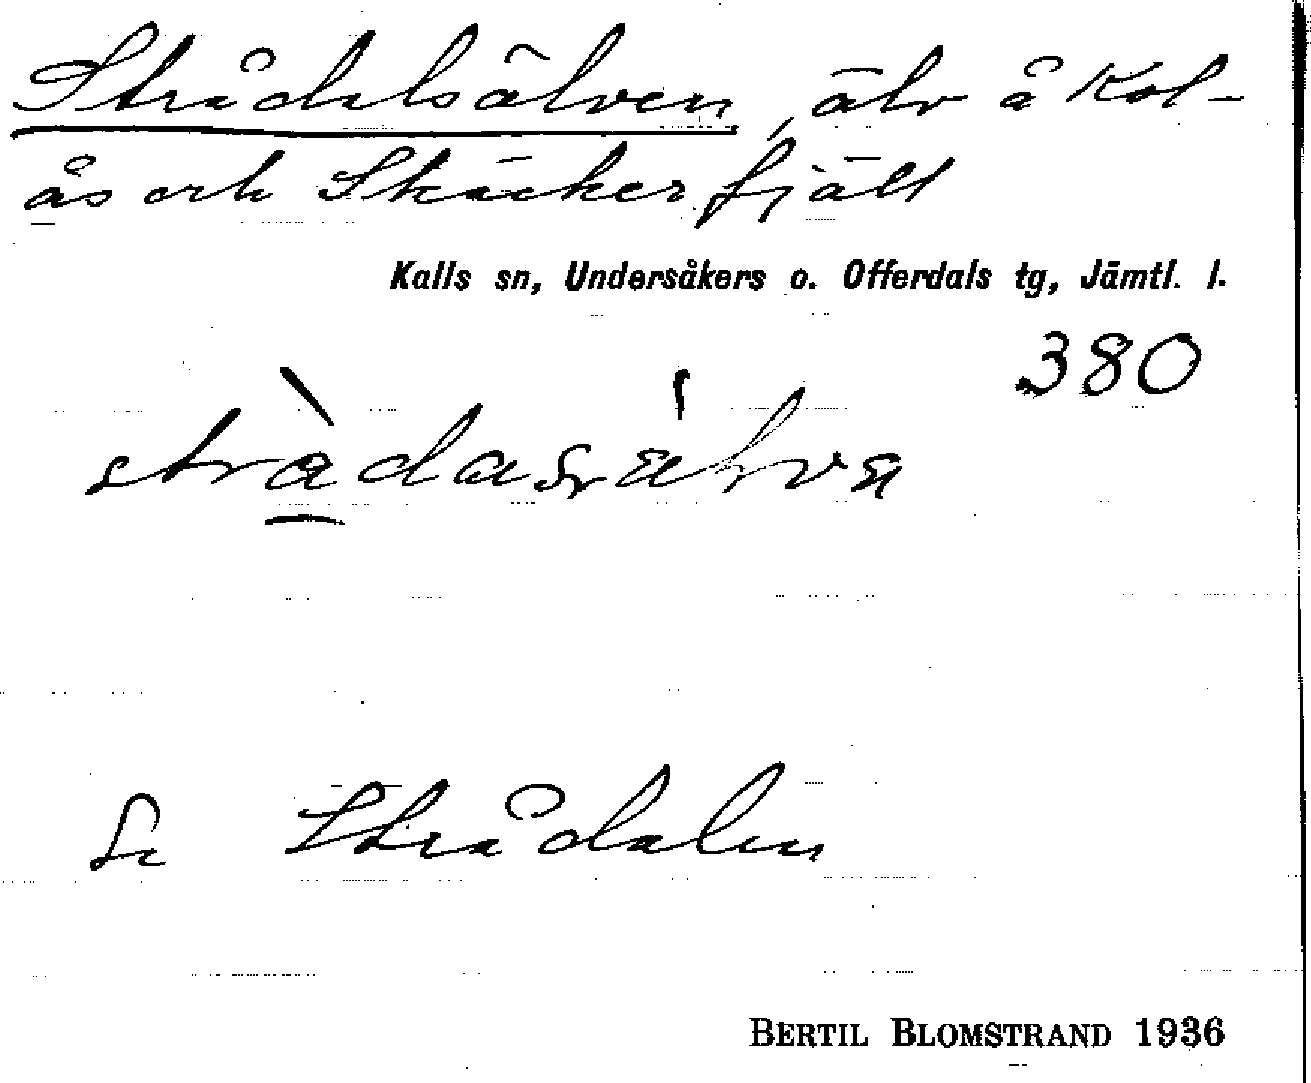 Strådalsälven, älv å Kol-
ås och Skäckerfjäll
Kalls sn, Undersåkers o. Offerdals tg, Jämtl. l.
380
Se Strådalen
BERTIL BLOMSTRAND 1936